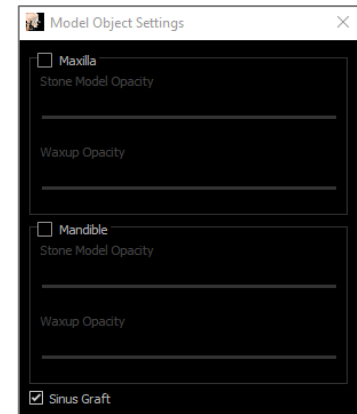 Model Object Settings
Maxilla
Stone Model Opacity
Waxup Opacity
Mandible
Stone Model Opacity
Waxup Opacity
Sinus Graft